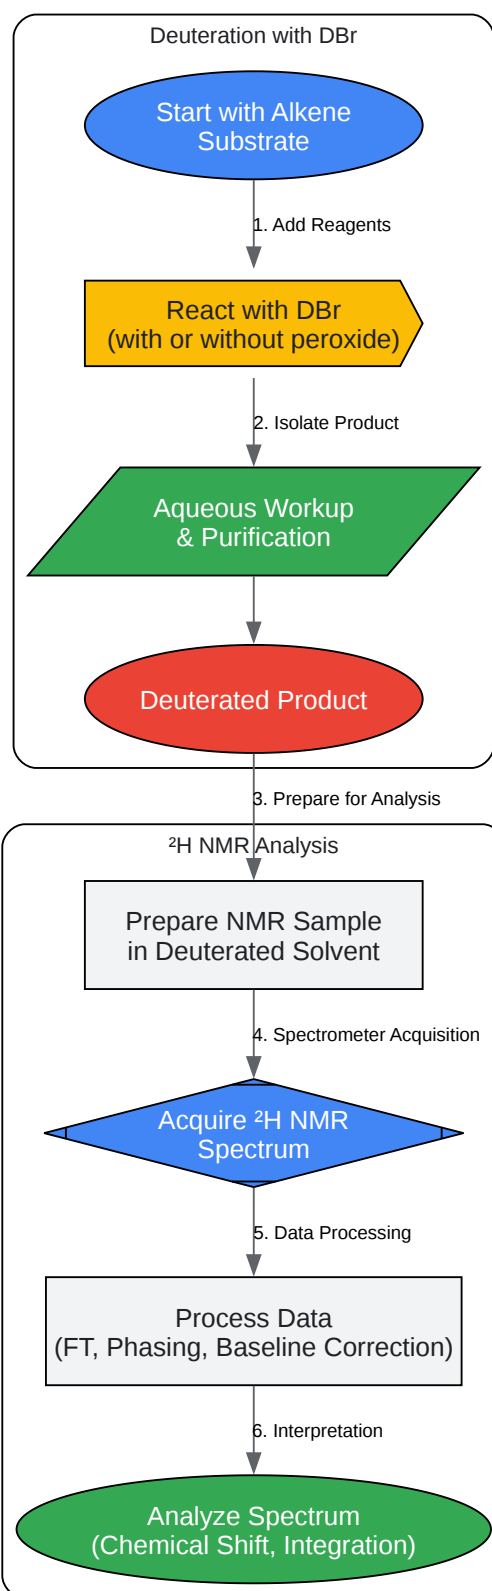 Deuteration with DBr
Start with Alkene
Substrate
1. Add Reagents
React with DBr
(with or without peroxide)
2. Isolate Product
Aqueous Workup
& Purification
Deuterated Product
3. Prepare for Analysis
²H NMR Analysis
Prepare NMR Sample
in Deuterated Solvent
4. Spectrometer Acquisition
Acquire ²H NMR
Spectrum
5. Data Processing
Process Data
(FT, Phasing, Baseline Correction)
6. Interpretation
Analyze Spectrum
(Chemical Shift, Integration)